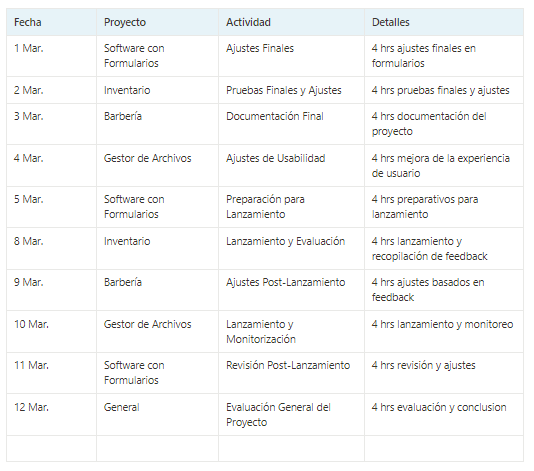 Fecha Proyecto Actividad Detalles
1 Mar. Software con Ajustes Finales 4 hrs ajustes finales en
Formularios formularios
2 Mar. Inventario Pruebas Finales y Ajustes 4 hrs pruebas finales y ajustes
3 Mar. Barbería Documentación Final 4 hrs documentación del
proyecto
4 Mar. Gestor de Archivos Ajustes de Usabilidad 4 hrs mejora de la experiencia
de usuario
5 Mar. Software con Preparación para 4 hrs preparativos para
Formularios Lanzamiento lanzamiento
8 Mar. Inventario Lanzamiento y Evaluación 4 hrs lanzamiento y
recopilación de feedback
9 Mar. Barbería Ajustes Post-Lanzamiento 4 hrs ajustes basados en
feedback
10 Mar. Gestor de Archivos Lanzamiento y 4 hrs lanzamiento y monitoreo
Monitorización
11 Mar. Software con Revisión Post-Lanzamiento 4 hrs revisión y ajustes
Formularios
12 Mar. General Evaluación General del 4 hrs evaluación y conclusion
Proyecto